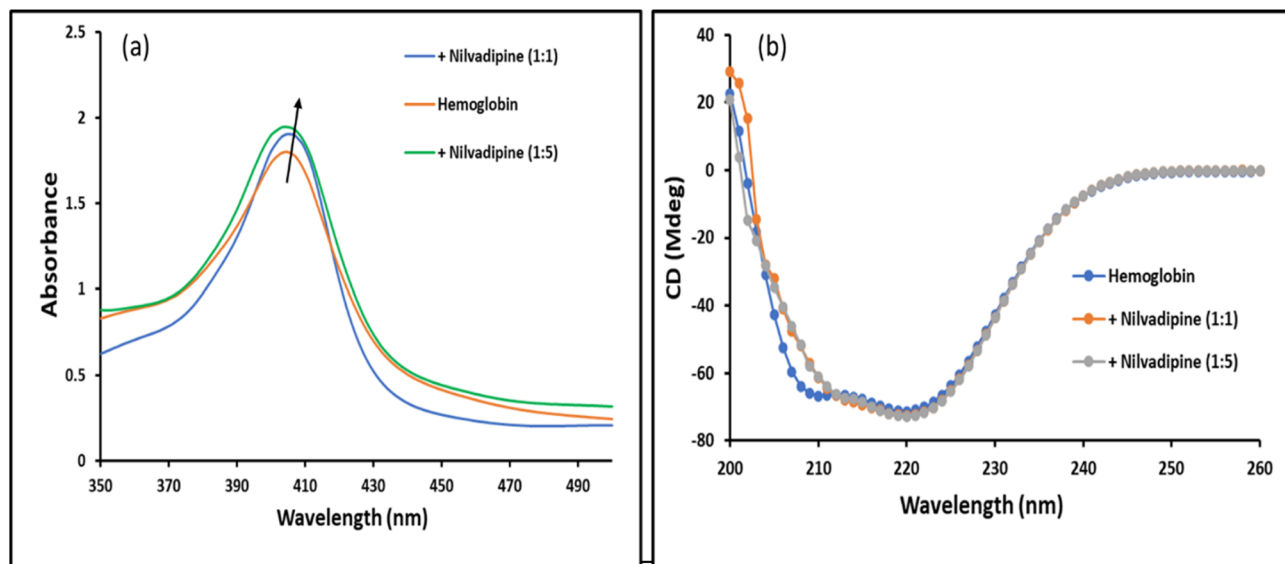 (a)
2.5
2
1.5
1
0.5
0
Absorbance
+ Nilvadipine (1:1)
Hemoglobin
+ Nilvadipine (1:5)
350 370 390 410 430 450 470 490
Wavelength (nm)
(b)
40
20
0
-20
-40
-60
-80
CD (Mdeg)
Hemoglobin
+ Nilvadipine (1:1)
+ Nilvadipine (1:5)
200 210 220 230 240 250 260
Wavelength (nm)